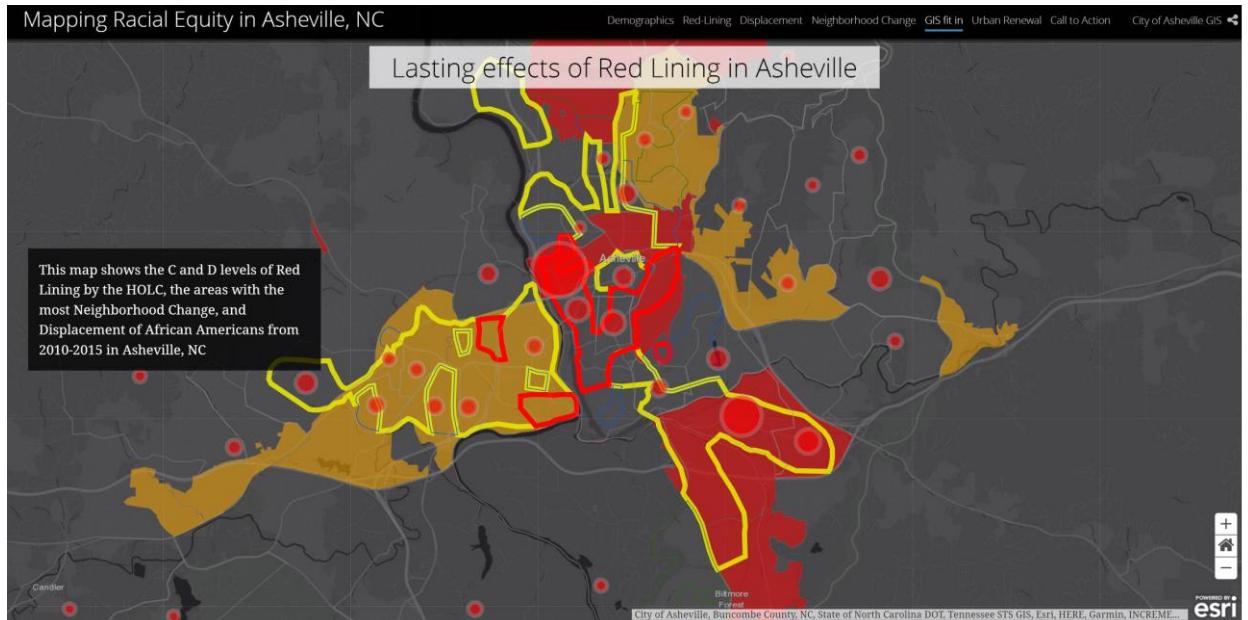 Mapping Racial Equity in Asheville, NC
Demographics Red-Lining Displacement Neighborhood Change GIS fit in Urban Renewal Call to Action City of Asheville GIS
Lasting effects of Red Lining in Asheville
Asheville
This map shows the C and D levels of Red
Lining by the HOLC, the areas with the
most Neighborhood Change, and
Displacement of African Americans from
2010-2015 in Asheville, NC
+
−
Candler
Biltmore
Forest
POWERED BY
esri
City of Asheville, Buncombe County, NC, State of North Carolina DOT, Tennessee STS GIS, Esri, HERE, Garmin, INCREME...